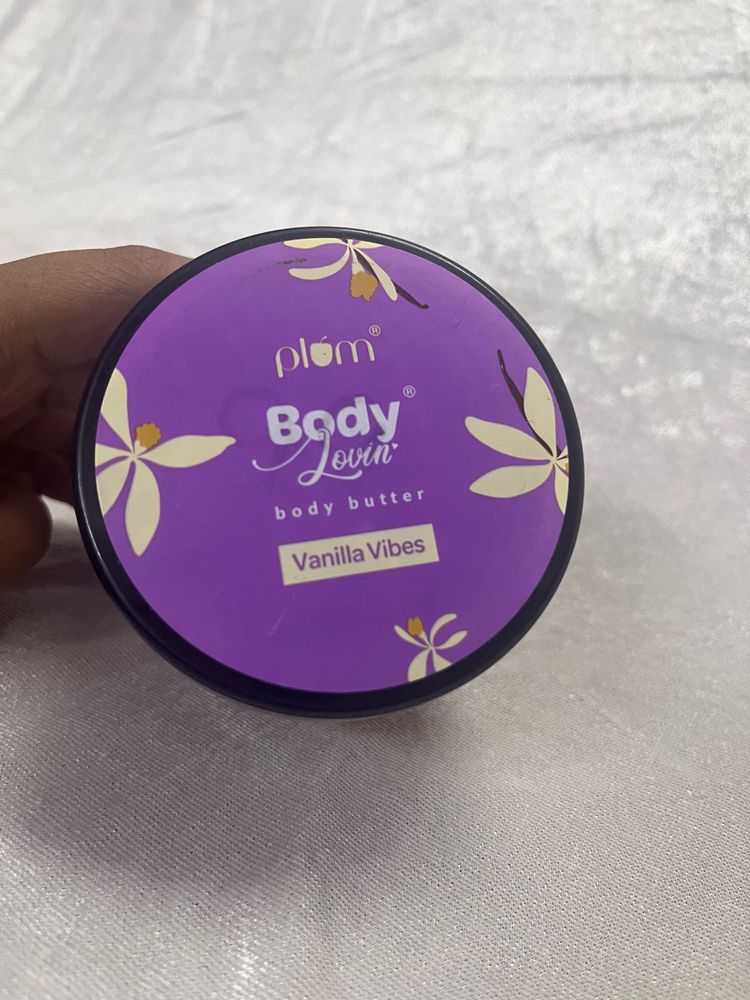 plum®
Body®
Lovin'
body butter
Vanilla Vibes